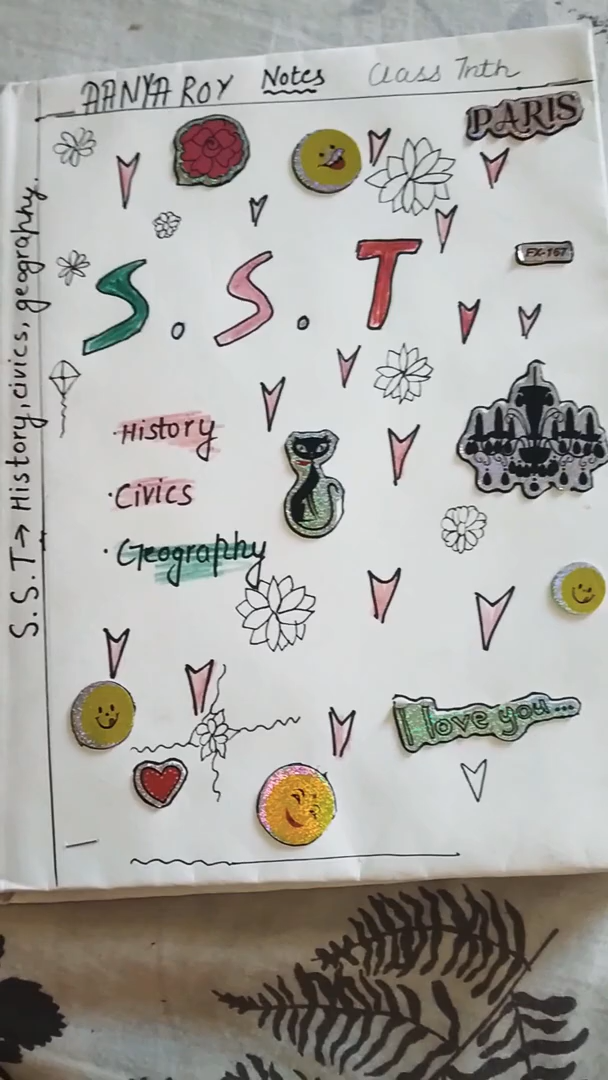 AANYA ROY Notes Class 7nth
PARIS
S.S.T
FX-167
· History
· Civics
· Geography
I love you...
S.S.T → History, civics, geography.